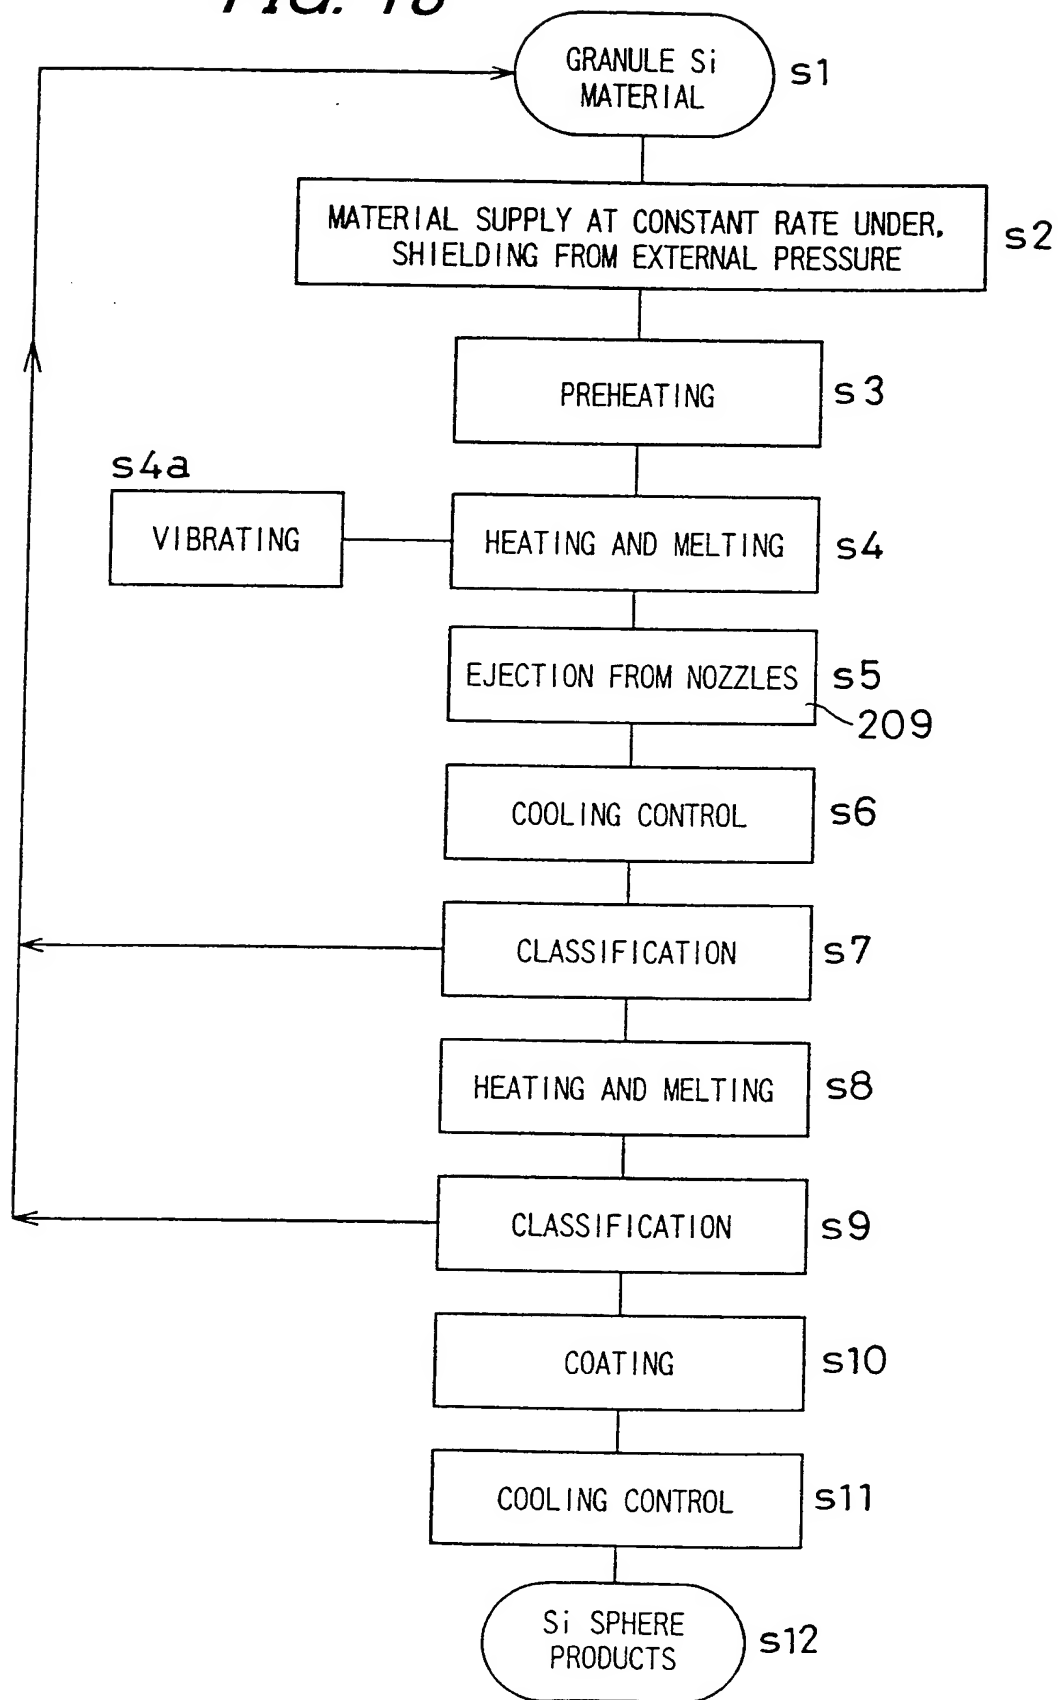 GRANULE Si
MATERIAL
s1
MATERIAL SUPPLY AT CONSTANT RATE UNDER.
SHIELDING FROM EXTERNAL PRESSURE
s2
PREHEATING
s3
s4a
VIBRATING
HEATING AND MELTING
s4
EJECTION FROM NOZZLES
s5
209
COOLING CONTROL
s6
CLASSIFICATION
s7
HEATING AND MELTING
s8
CLASSIFICATION
s9
COATING
s10
COOLING CONTROL
s11
Si SPHERE
PRODUCTS
s12